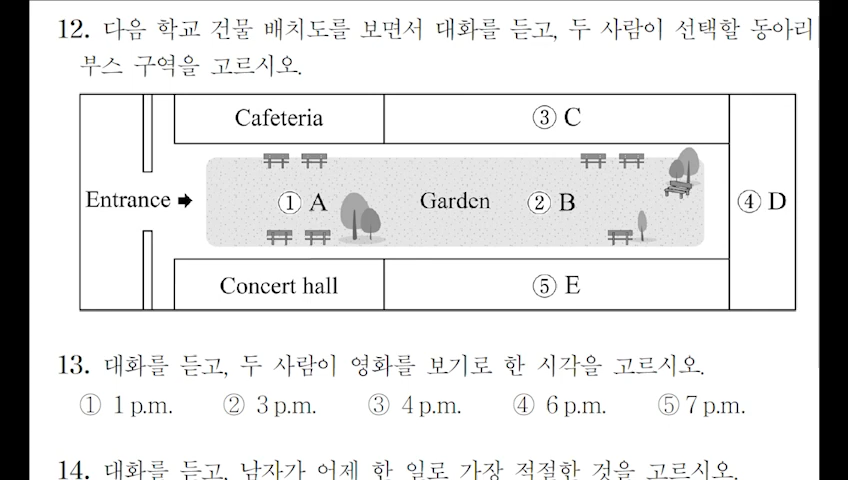 12. 다음 학교 건물 배치도를 보면서 대화를 듣고, 두 사람이 선택할 동아리
부스 구역을 고르시오.
Cafeteria
③ C
Entrance
① A
Garden
② B
④ D
Concert hall
⑤ E
13. 대화를 듣고, 두 사람이 영화를 보기로 한 시각을 고르시오.
① 1 p.m. ② 3 p.m. ③ 4 p.m. ④ 6 p.m. ⑤ 7 p.m.
14. 대화를 듣고, 남자가 어제 한 일로 가장 적절한 것을 고르시오.